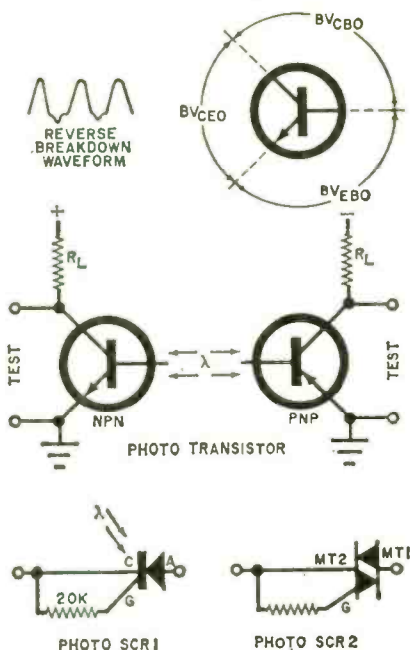 BVCBO
BVCEO
REVERSE
BREAKDOWN
WAVEFORM
BVEBO
+
−
RL
RL
TEST
λ
TEST
NPN
PNP
PHOTO TRANSISTOR
λ
C
A
20K
G
PHOTO SCR1
MT1
MT2
G
PHOTO SCR2